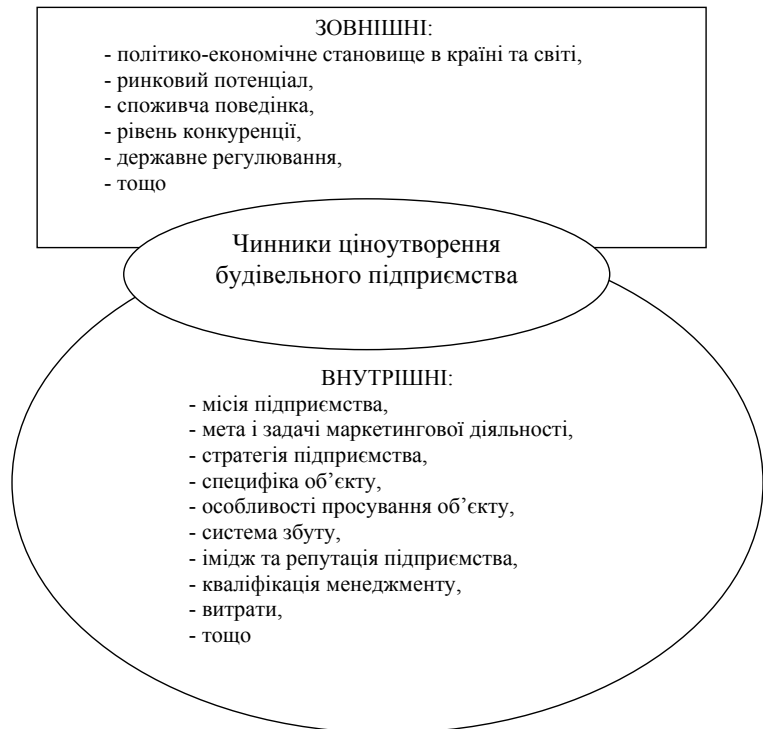 ЗОВНІШНІ:
- політико-економічне становище в країні та світі,
- ринковий потенціал,
- споживча поведінка,
- рівень конкуренції,
- державне регулювання,
- тощо
Чинники ціноутворення
будівельного підприємства
ВНУТРІШНІ:
- місія підприємства,
- мета і задачі маркетингової діяльності,
- стратегія підприємства,
- специфіка об’єкту,
- особливості просування об’єкту,
- система збуту,
- імідж та репутація підприємства,
- кваліфікація менеджменту,
- витрати,
- тощо